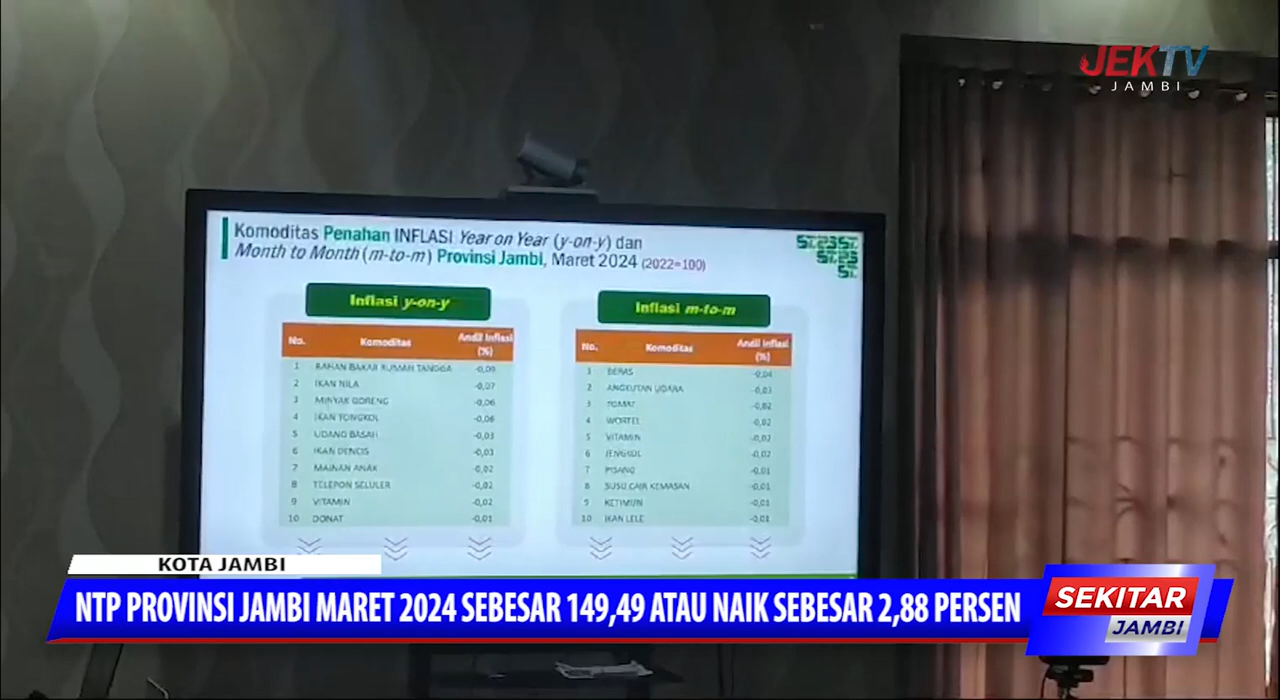 JEKTV
JAMBI
Komoditas Penahan INFLASI Year on Year (y-on-y) dan
Month to Month (m-to-m) Provinsi Jambi, Maret 2024 (2022=100)
Inflasi y-on-y
No. Komoditas Andil Inflasi (%)
1 BAHAN BAKAR RUMAH TANGGA -0,09
2 IKAN NILA -0,07
3 MINYAK GORENG -0,06
4 IKAN TONGKOL -0,06
5 UDANG BASAH -0,03
6 IKAN DENCIS -0,03
7 MAINAN ANAK -0,02
8 TELEPON SELULER -0,02
9 VITAMIN -0,02
10 DONAT -0,01
Inflasi m-to-m
No. Komoditas Andil Inflasi (%)
1 BERAS -0,04
2 ANGKUTAN UDARA -0,03
3 TOMAT -0,02
4 WORTEL -0,02
5 VITAMIN -0,02
6 JENGKOL -0,02
7 PISANG -0,01
8 SUSU CAIR KEMASAN -0,01
9 KETIMUN -0,01
10 IKAN LELE -0,01
KOTA JAMBI
NTP PROVINSI JAMBI MARET 2024 SEBESAR 149,49 ATAU NAIK SEBESAR 2,88 PERSEN
SEKITAR
JAMBI